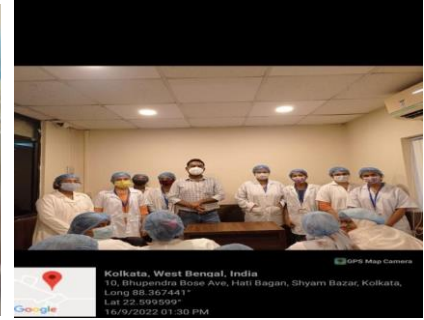 GPS Map Camera
Kolkata, West Bengal, India
10, Bhupendra Bose Ave, Hati Bagan, Shyam Bazar, Kolkata,
Long 88.367441°
Lat 22.599599°
16/9/2022 01:30 PM
Google